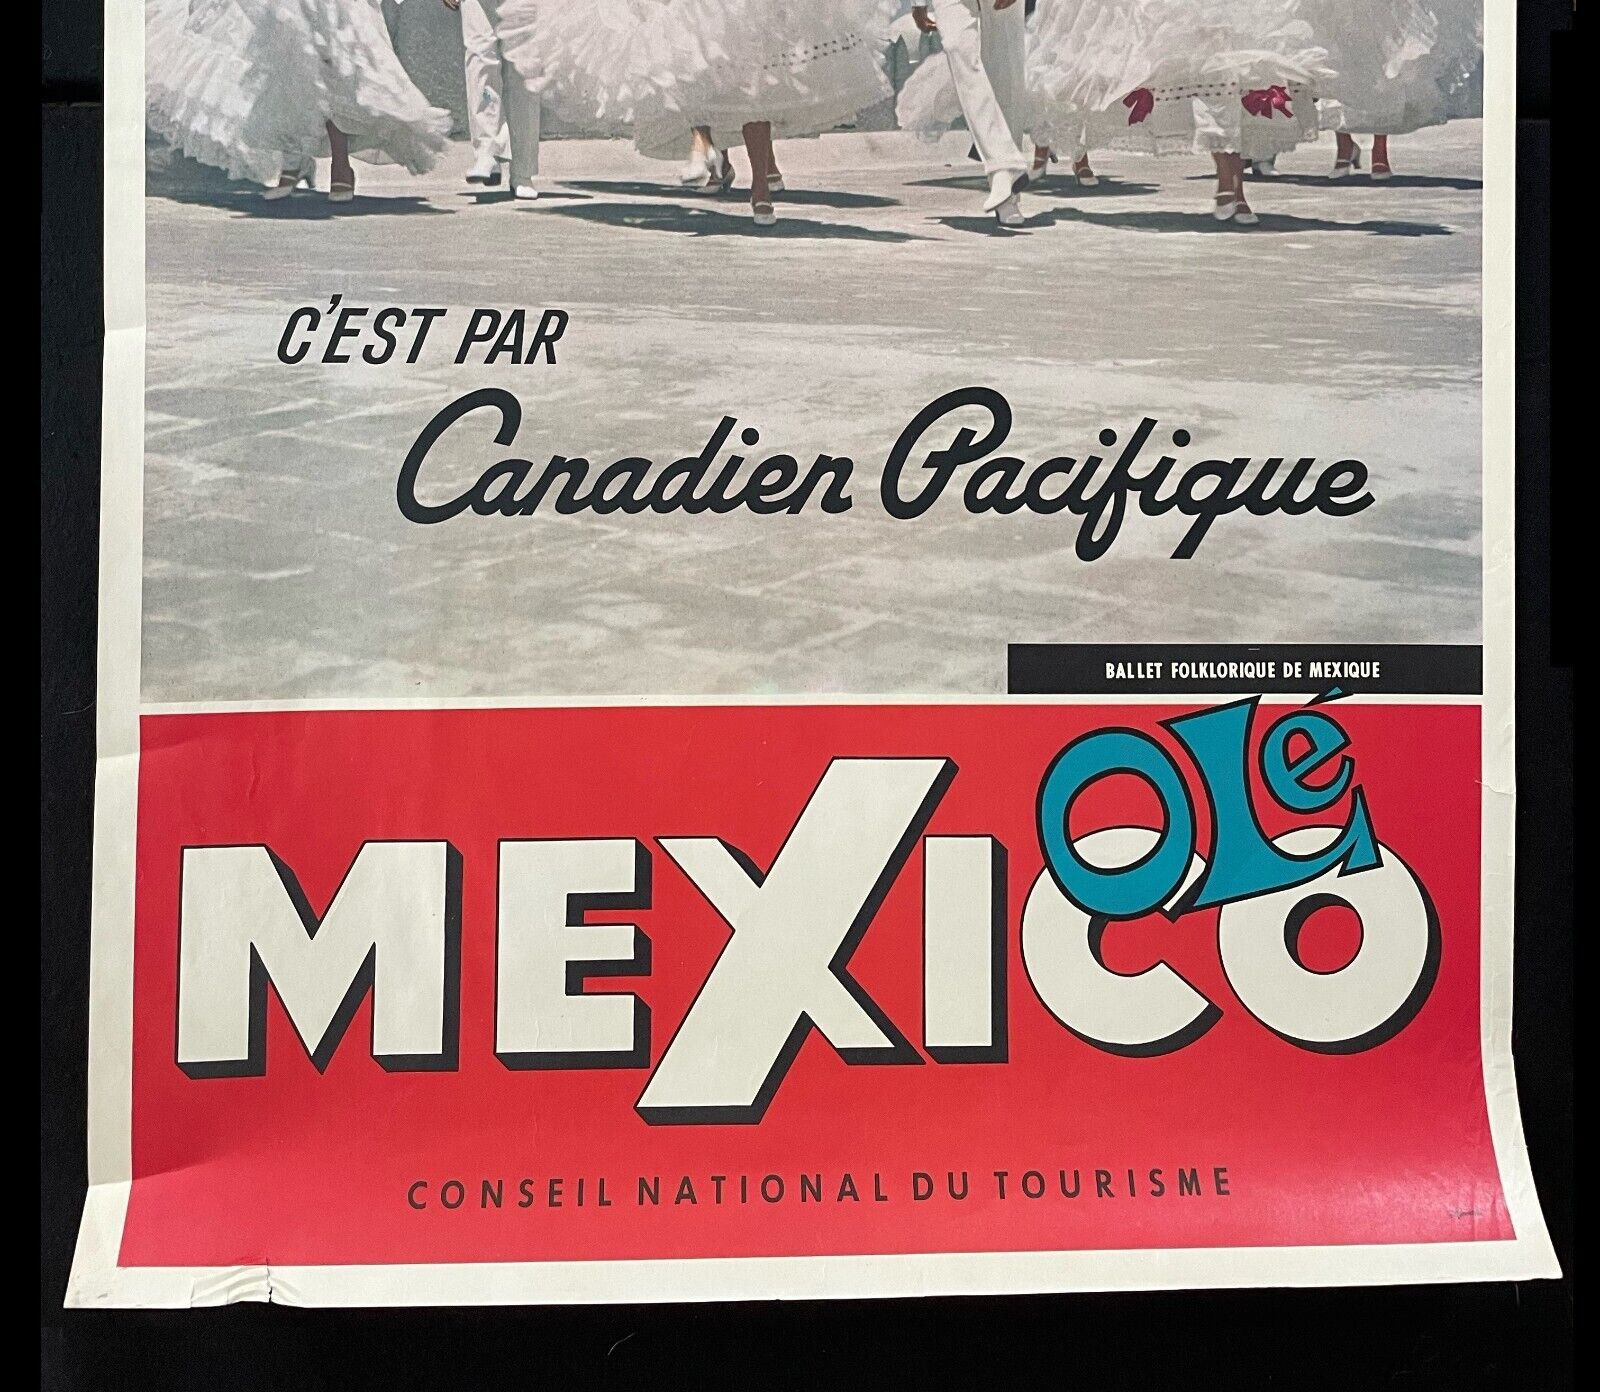 C'EST PAR
Canadien Pacifique
BALLET FOLKLORIQUE DE MEXIQUE
OLé
MEXICO
CONSEIL NATIONAL DU TOURISME